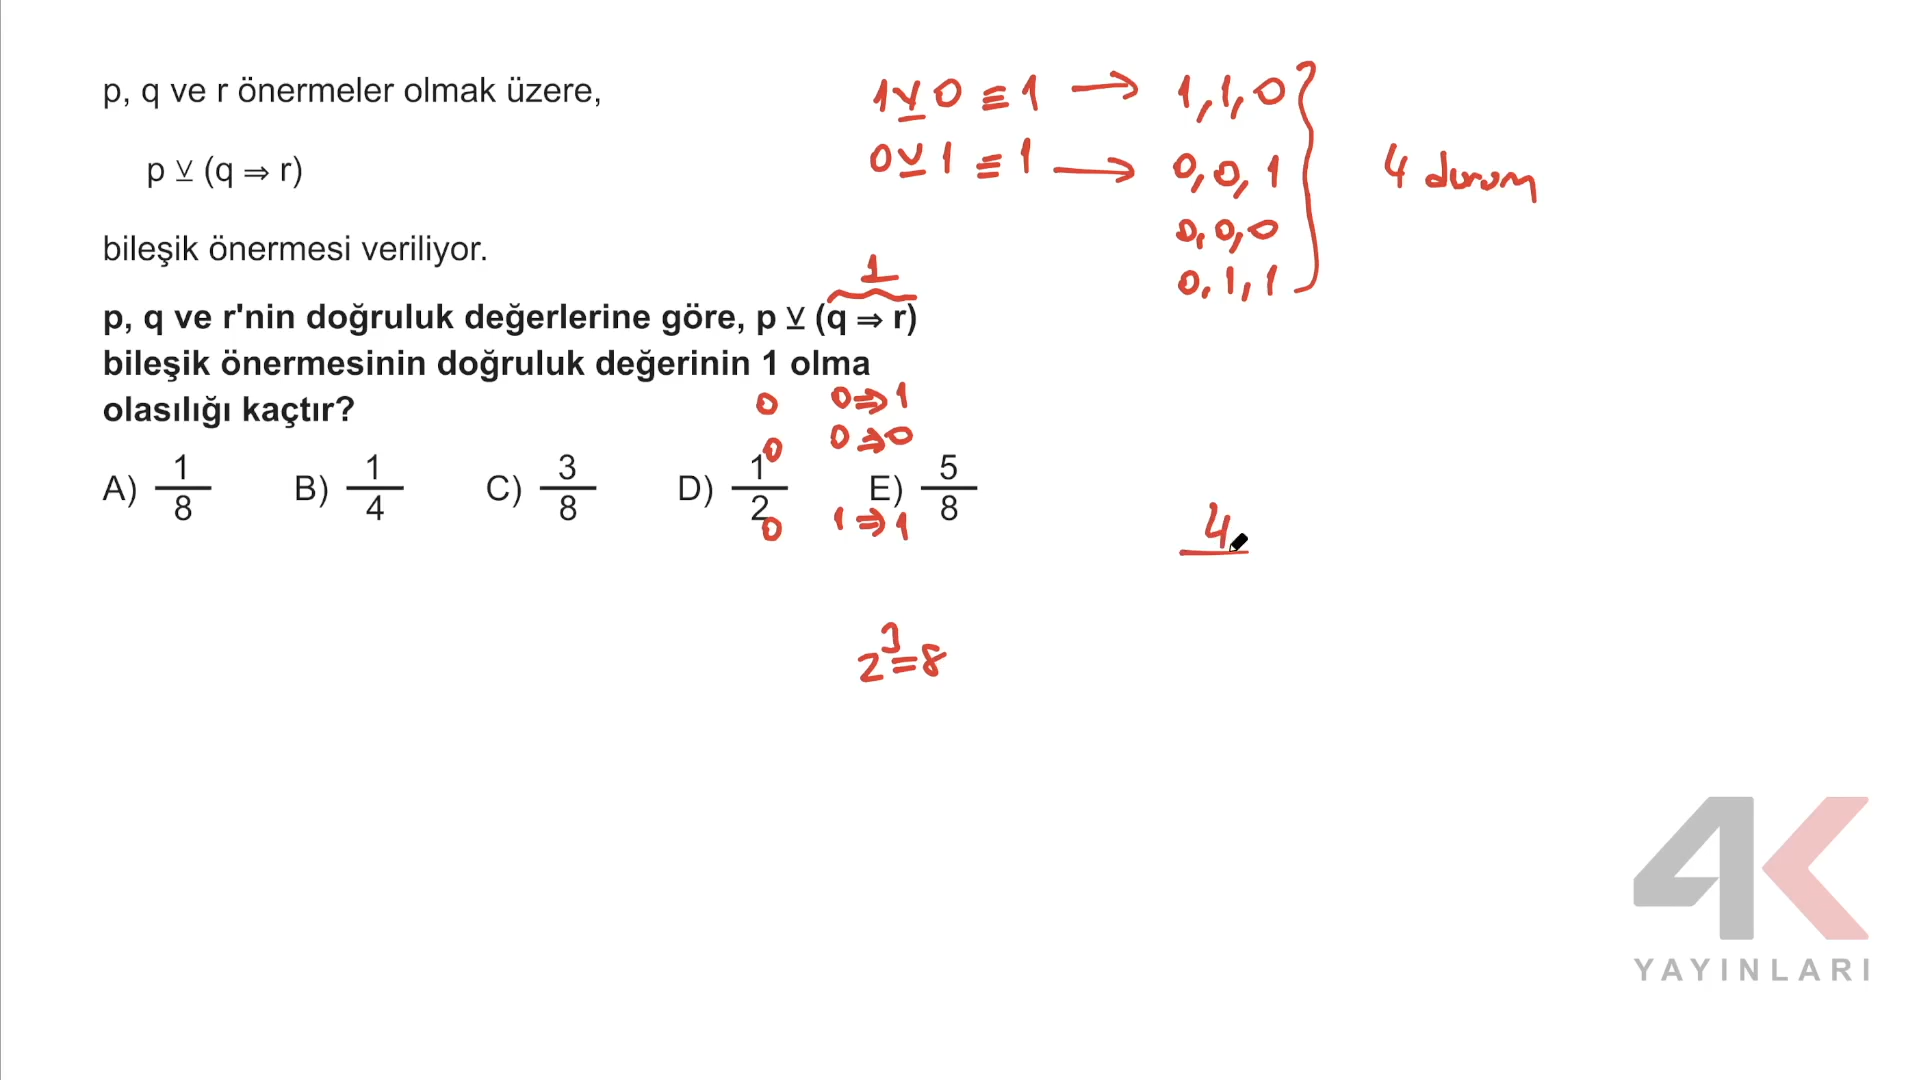 p, q ve r önermeler olmak üzere,
p ⊻ (q ⇒ r)
bileşik önermesi veriliyor.
p, q ve r'nin doğruluk değerlerine göre, p ⊻ (q ⇒ r)
bileşik önermesinin doğruluk değerinin 1 olma
olasılığı kaçtır?
A) 1/8 B) 1/4 C) 3/8 D) 1/2 E) 5/8
1 ⊻ 0 ≡ 1 → 1, 1, 0
0 ⊻ 1 ≡ 1 → 0, 0, 1
0, 0, 0
0, 1, 1
4 durum
1
0 0 ⇒ 1
0 0 ⇒ 0
0 1 ⇒ 1
4
2³ = 8
4K
YAYINLARI